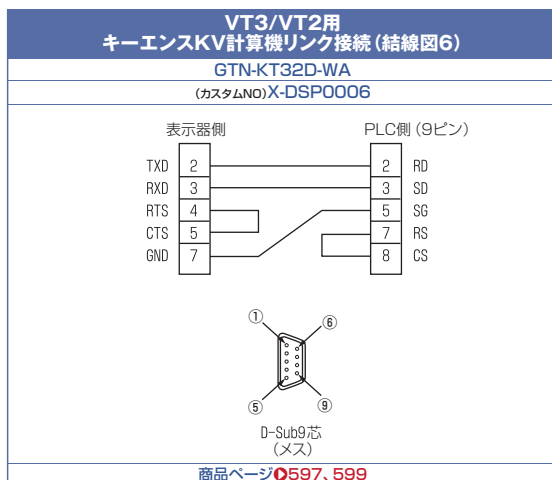 VT3/VT2用
キーエンスKV計算機リンク接続(結線図6)
GTN-KT32D-WA
(カスタムNO)X-DSP0006
表示器側 PLC側(9ピン)
TXD 2 2 RD
RXD 3 3 SD
RTS 4 5 SG
CTS 5 7 RS
GND 7 8 CS
① ⑥
⑤ ⑨
D-Sub9芯
(メス)
商品ページ597、599